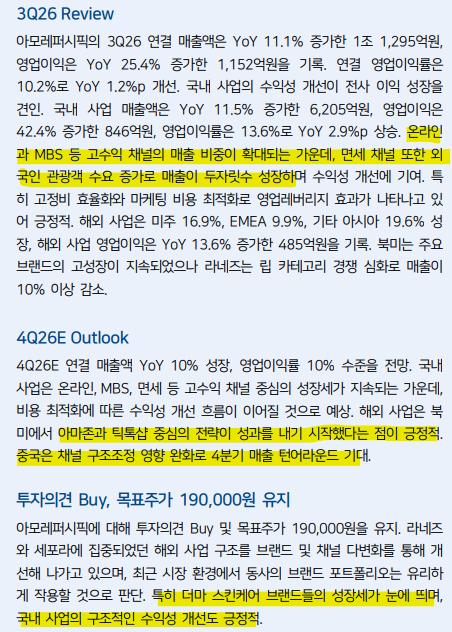 3Q26 Review
아모레퍼시픽의 3Q26 연결 매출액은 YoY 11.1% 증가한 1조 1,295억원,
영업이익은 YoY 25.4% 증가한 1,152억원을 기록. 연결 영업이익률은
10.2%로 YoY 1.2%p 개선. 국내 사업의 수익성 개선이 전사 이익 성장을
견인. 국내 사업 매출액은 YoY 11.5% 증가한 6,205억원, 영업이익은
42.4% 증가한 846억원, 영업이익률은 13.6%로 YoY 2.9%p 상승. 온라인
과 MBS 등 고수익 채널의 매출 비중이 확대되는 가운데, 면세 채널 또한 외
국인 관광객 수요 증가로 매출이 두자릿수 성장하며 수익성 개선에 기여. 특
히 고정비 효율화와 마케팅 비용 최적화로 영업레버리지 효과가 나타나고 있
어 긍정적. 해외 사업은 미주 16.9%, EMEA 9.9%, 기타 아시아 19.6% 성
장, 해외 사업 영업이익은 YoY 13.6% 증가한 485억원을 기록. 북미는 주요
브랜드의 고성장이 지속되었으나 라네즈는 립 카테고리 경쟁 심화로 매출이
10% 이상 감소.
4Q26E Outlook
4Q26E 연결 매출액 YoY 10% 성장, 영업이익률 10% 수준을 전망. 국내
사업은 온라인, MBS, 면세 등 고수익 채널 중심의 성장세가 지속되는 가운데,
비용 최적화에 따른 수익성 개선 흐름이 이어질 것으로 예상. 해외 사업은 북
미에서 아마존과 틱톡샵 중심의 전략이 성과를 내기 시작했다는 점이 긍정적.
중국은 채널 구조조정 영향 완화로 4분기 매출 턴어라운드 기대.
투자의견 Buy, 목표주가 190,000원 유지
아모레퍼시픽에 대해 투자의견 Buy 및 목표주가 190,000원을 유지. 라네즈
와 세포라에 집중되었던 해외 사업 구조를 브랜드 및 채널 다변화를 통해 개
선해 나가고 있으며, 최근 시장 환경에서 동사의 브랜드 포트폴리오는 유리하
게 작용할 것으로 판단. 특히 더마 스킨케어 브랜드들의 성장세가 눈에 띄며,
국내 사업의 구조적인 수익성 개선도 긍정적.